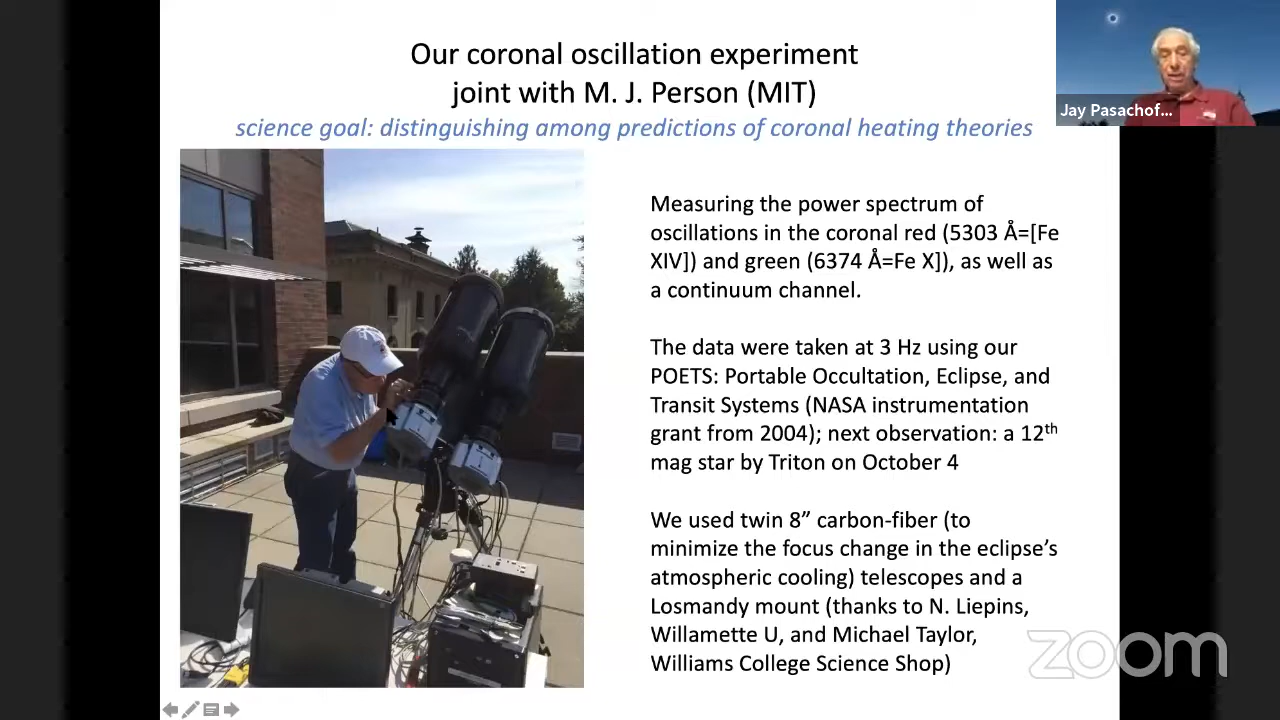 Our coronal oscillation experiment
joint with M. J. Person (MIT)
science goal: distinguishing among predictions of coronal heating theories
Jay Pasachof...
Measuring the power spectrum of
oscillations in the coronal red (5303 Å=[Fe
XIV]) and green (6374 Å=Fe X]), as well as
a continuum channel.
The data were taken at 3 Hz using our
POETS: Portable Occultation, Eclipse, and
Transit Systems (NASA instrumentation
grant from 2004); next observation: a 12th
mag star by Triton on October 4
We used twin 8” carbon-fiber (to
minimize the focus change in the eclipse’s
atmospheric cooling) telescopes and a
Losmandy mount (thanks to N. Liepins,
Willamette U, and Michael Taylor,
Williams College Science Shop)
zoom